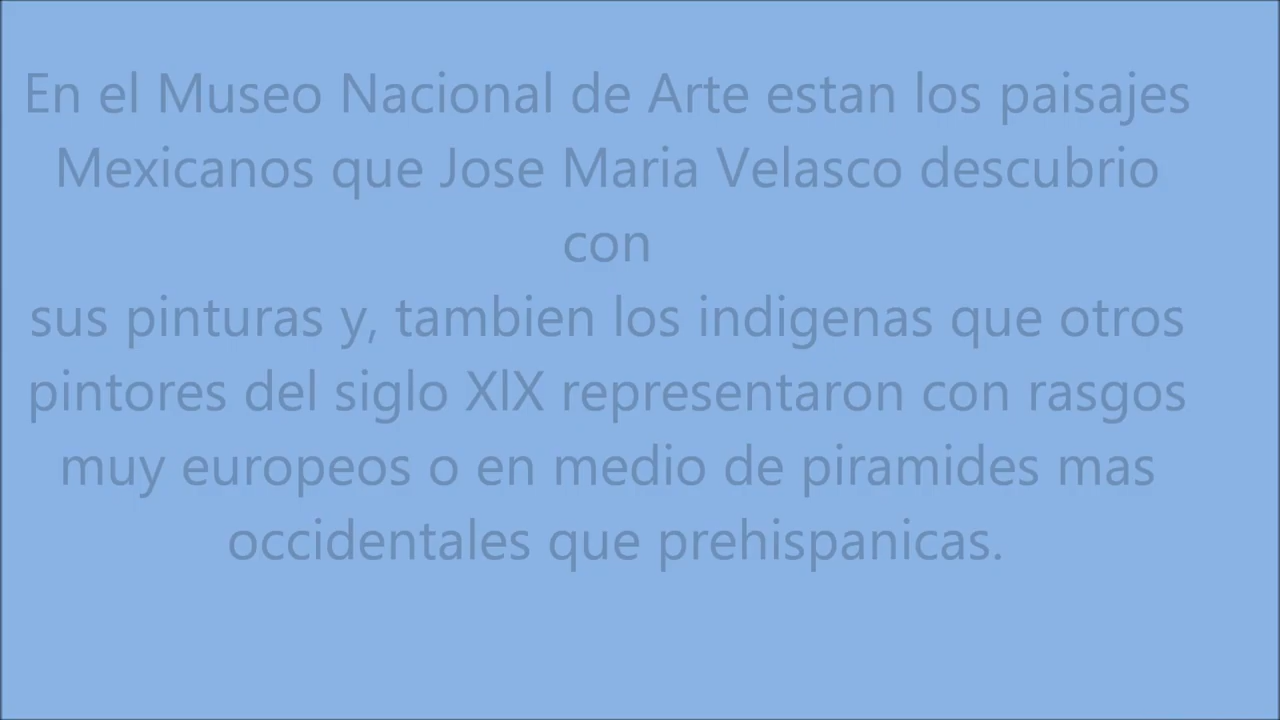 En el Museo Nacional de Arte estan los paisajes
Mexicanos que Jose Maria Velasco descubrio
con
sus pinturas y, tambien los indigenas que otros
pintores del siglo XlX representaron con rasgos
muy europeos o en medio de piramides mas
occidentales que prehispanicas.